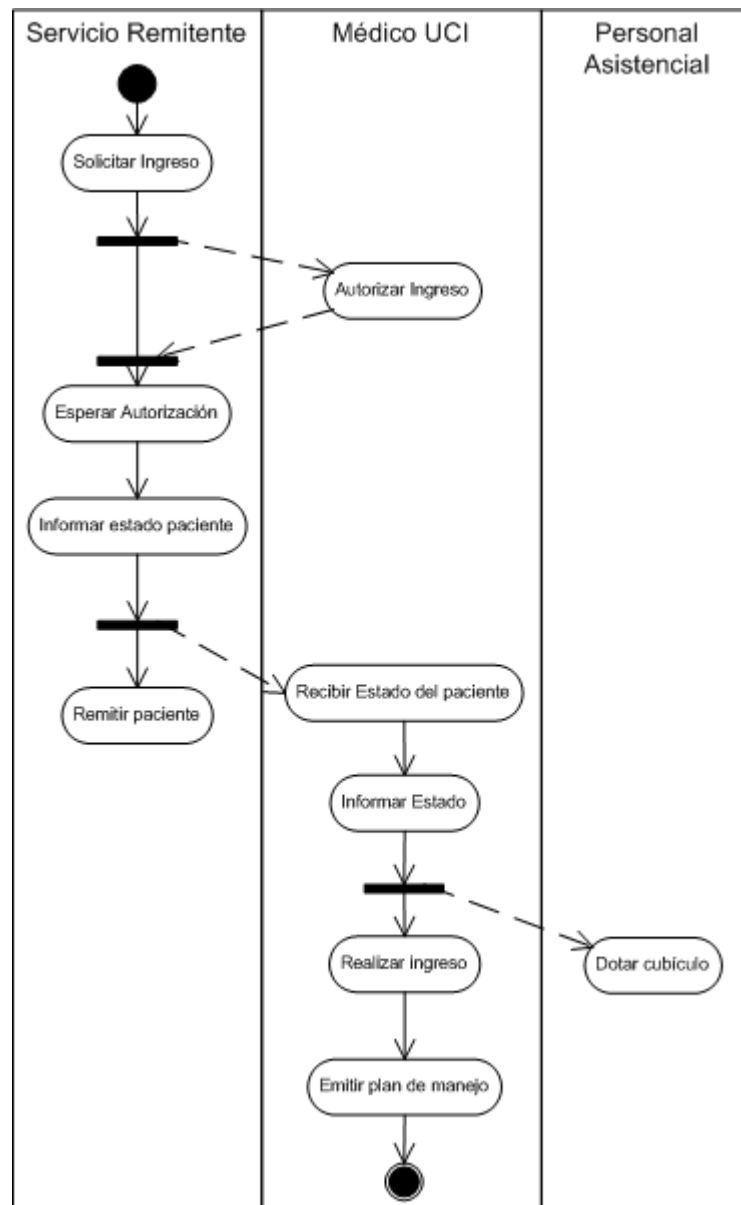 Servicio Remitente
Médico UCI
Personal
Asistencial
Solicitar Ingreso
Autorizar Ingreso
Esperar Autorización
Informar estado paciente
Recibir Estado del paciente
Remitir paciente
Informar Estado
Realizar ingreso
Dotar cubículo
Emitir plan de manejo